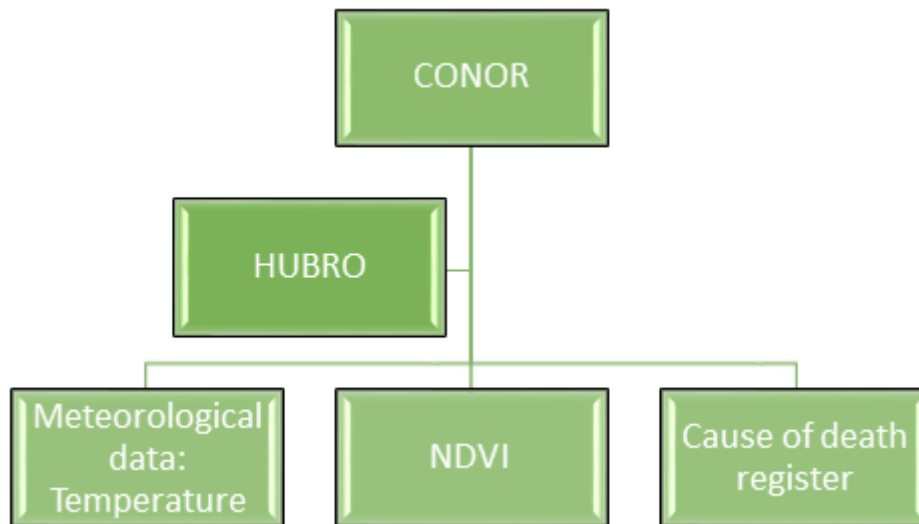 CONOR
HUBRO
Meteorological
data:
Temperature
NDVI
Cause of death
register